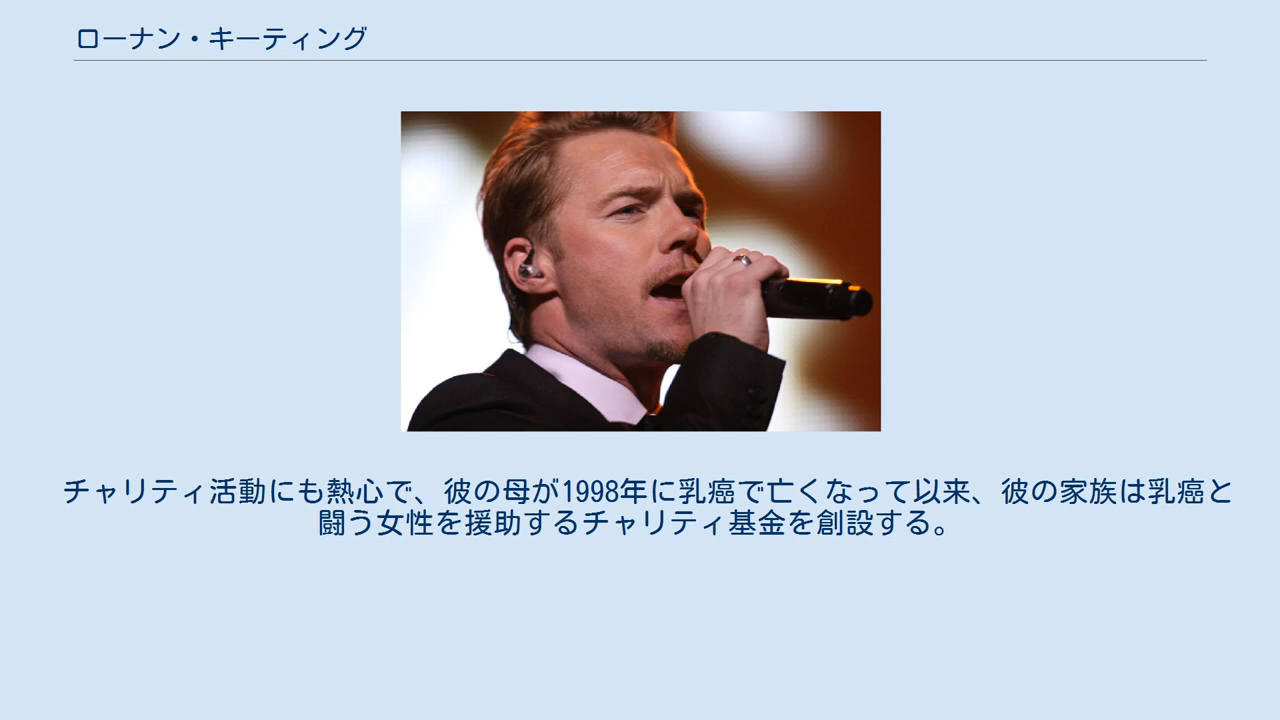 ローナン・キーティング
チャリティ活動にも熱心で、彼の母が1998年に乳癌で亡くなって以来、彼の家族は乳癌と
闘う女性を援助するチャリティ基金を創設する。